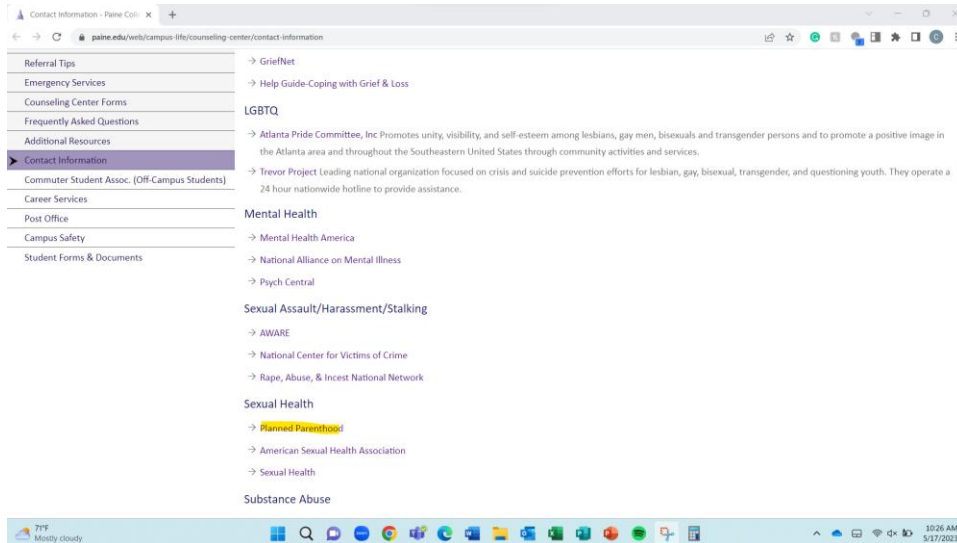 Contact Information - Paine Coll
paine.edu/web/campus-life/counseling-center/contact-information
Referral Tips
Emergency Services
Counseling Center Forms
Frequently Asked Questions
Additional Resources
Contact Information
Commuter Student Assoc. (Off-Campus Students)
Career Services
Post Office
Campus Safety
Student Forms & Documents
→ GriefNet
→ Help Guide-Coping with Grief & Loss
LGBTQ
→ Atlanta Pride Committee, Inc Promotes unity, visibility, and self-esteem among lesbians, gay men, bisexuals and transgender persons and to promote a positive image in
the Atlanta area and throughout the Southeastern United States through community activities and services.
→ Trevor Project Leading national organization focused on crisis and suicide prevention efforts for lesbian, gay, bisexual, transgender, and questioning youth. They operate a
24 hour nationwide hotline to provide assistance.
Mental Health
→ Mental Health America
→ National Alliance on Mental Illness
→ Psych Central
Sexual Assault/Harassment/Stalking
→ AWARE
→ National Center for Victims of Crime
→ Rape, Abuse, & Incest National Network
Sexual Health
→ Planned Parenthood
→ American Sexual Health Association
→ Sexual Health
Substance Abuse
71°F
Mostly cloudy
10:26 AM
5/17/2023